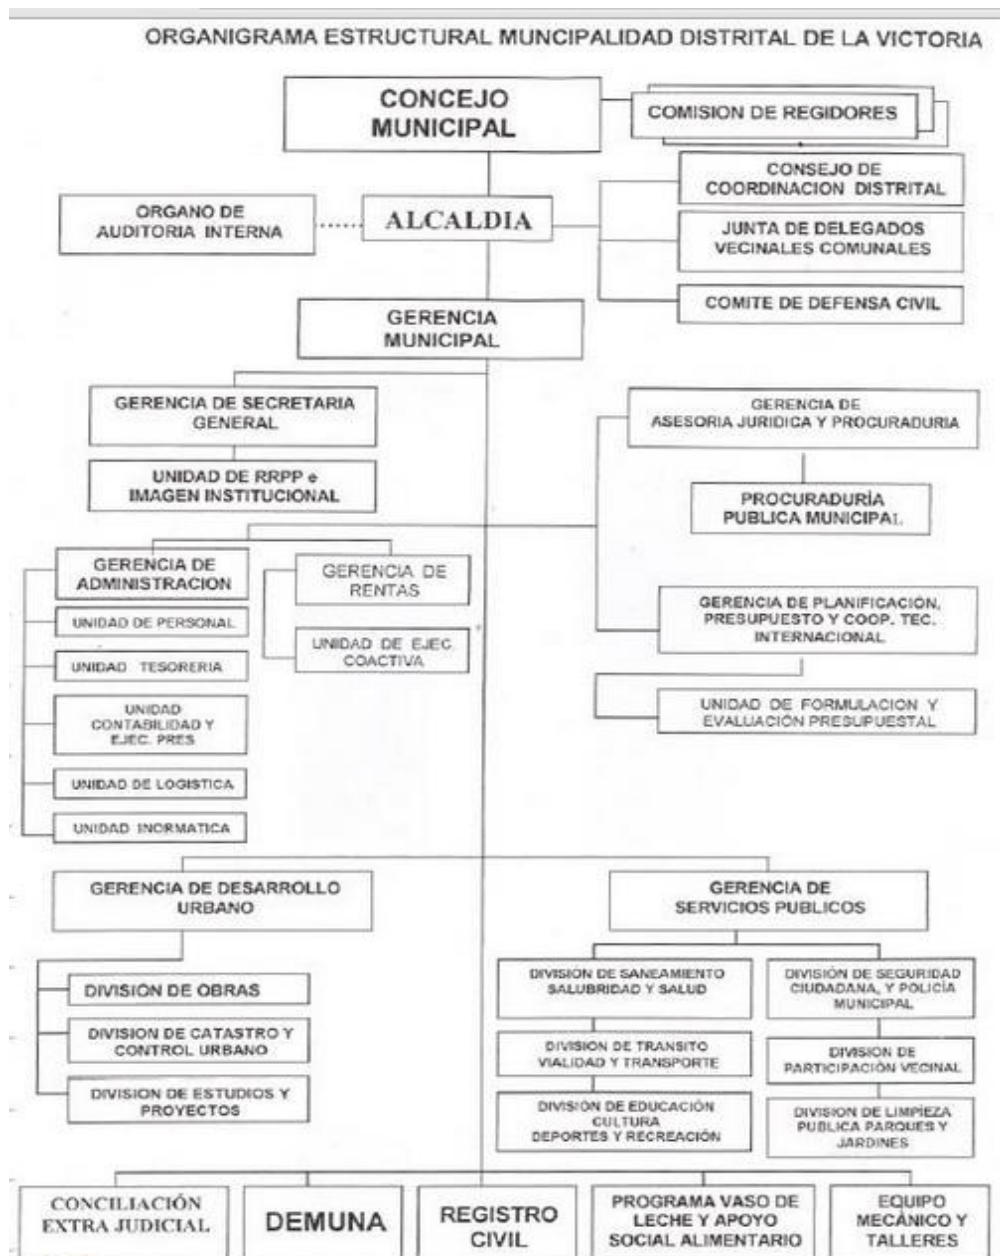 ORGANIGRAMA ESTRUCTURAL MUNCIPALIDAD DISTRITAL DE LA VICTORIA
CONCEJO
MUNICIPAL
COMISION DE REGIDORES
CONSEJO DE
COORDINACION DISTRITAL
ORGANO DE
AUDITORIA INTERNA
ALCALDIA
JUNTA DE DELEGADOS
VECINALES COMUNALES
COMITE DE DEFENSA CIVIL
GERENCIA
MUNICIPAL
GERENCIA DE SECRETARIA
GENERAL
UNIDAD DE RRPP e
IMAGEN INSTITUCIONAL
GERENCIA DE
ASESORIA JURIDICA Y PROCURADURIA
PROCURADURÍA
PUBLICA MUNICIPAL
GERENCIA DE
ADMINISTRACION
UNIDAD DE PERSONAL
UNIDAD TESORERIA
UNIDAD
CONTABILIDAD Y
EJEC. PRES
UNIDAD DE LOGISTICA
UNIDAD INORMATICA
GERENCIA DE
RENTAS
UNIDAD DE EJEC.
COACTIVA
GERENCIA DE PLANIFICACIÓN,
PRESUPUESTO Y COOP. TEC.
INTERNACIONAL
UNIDAD DE FORMULACION Y
EVALUACIÓN PRESUPUESTAL
GERENCIA DE DESARROLLO
URBANO
DIVISION DE OBRAS
DIVISION DE CATASTRO Y
CONTROL URBANO
DIVISION DE ESTUDIOS Y
PROYECTOS
GERENCIA DE
SERVICIOS PUBLICOS
DIVISIÓN DE SANEAMIENTO
SALUBRIDAD Y SALUD
DIVISIÓN DE TRANSITO
VIALIDAD Y TRANSPORTE
DIVISIÓN DE EDUCACIÓN
CULTURA
DEPORTES Y RECREACIÓN
DIVISIÓN DE SEGURIDAD
CIUDADANA, Y POLICÍA
MUNICIPAL
DIVISION DE
PARTICIPACIÓN VECINAL
DIVISION DE LIMPÍEZA
PUBLICA PARQUES Y
JARDINES
CONCILIACIÓN
EXTRA JUDICIAL
DEMUNA
REGISTRO
CIVIL
PROGRAMA VASO DE
LECHE Y APOYO
SOCIAL ALIMENTARIO
EQUIPO
MECÁNICO Y
TALLERES